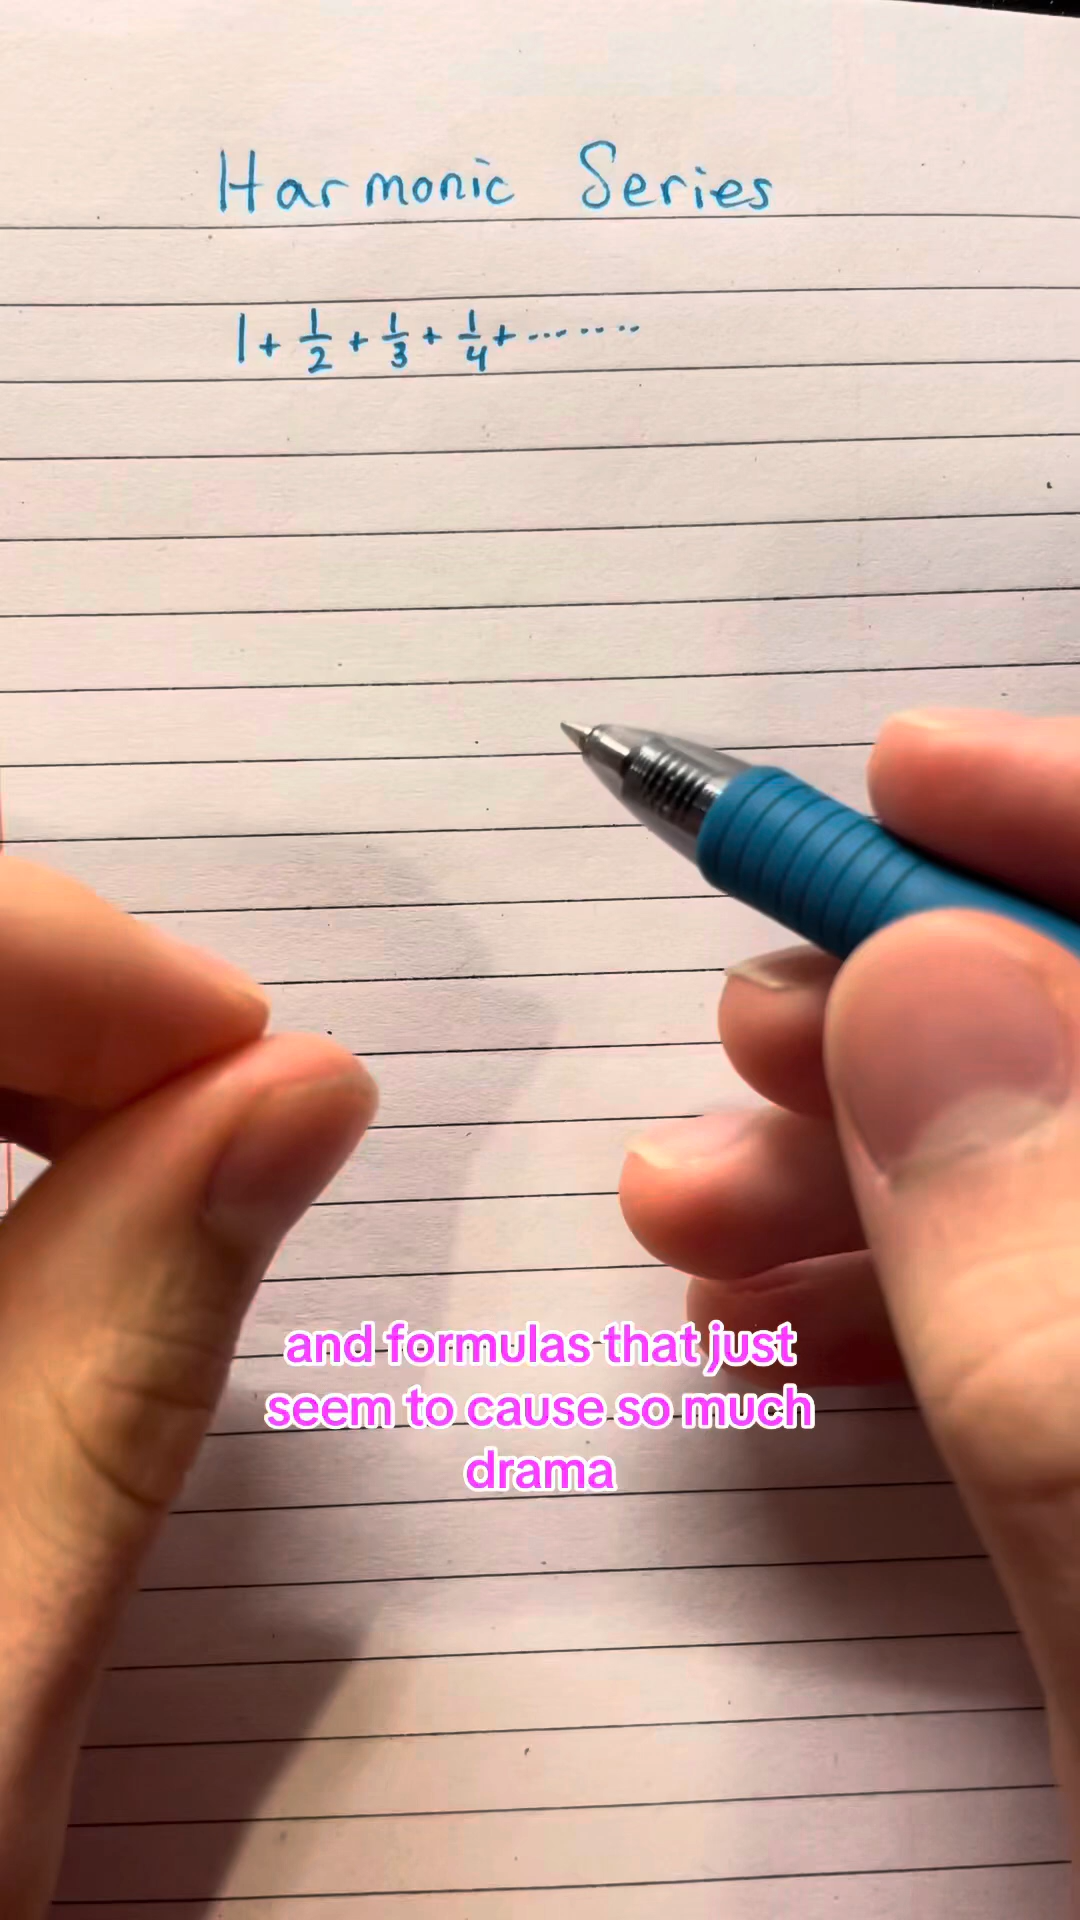 Harmonic Series
1 + 1/2 + 1/3 + 1/4 + ........
and formulas that just
seem to cause so much
drama